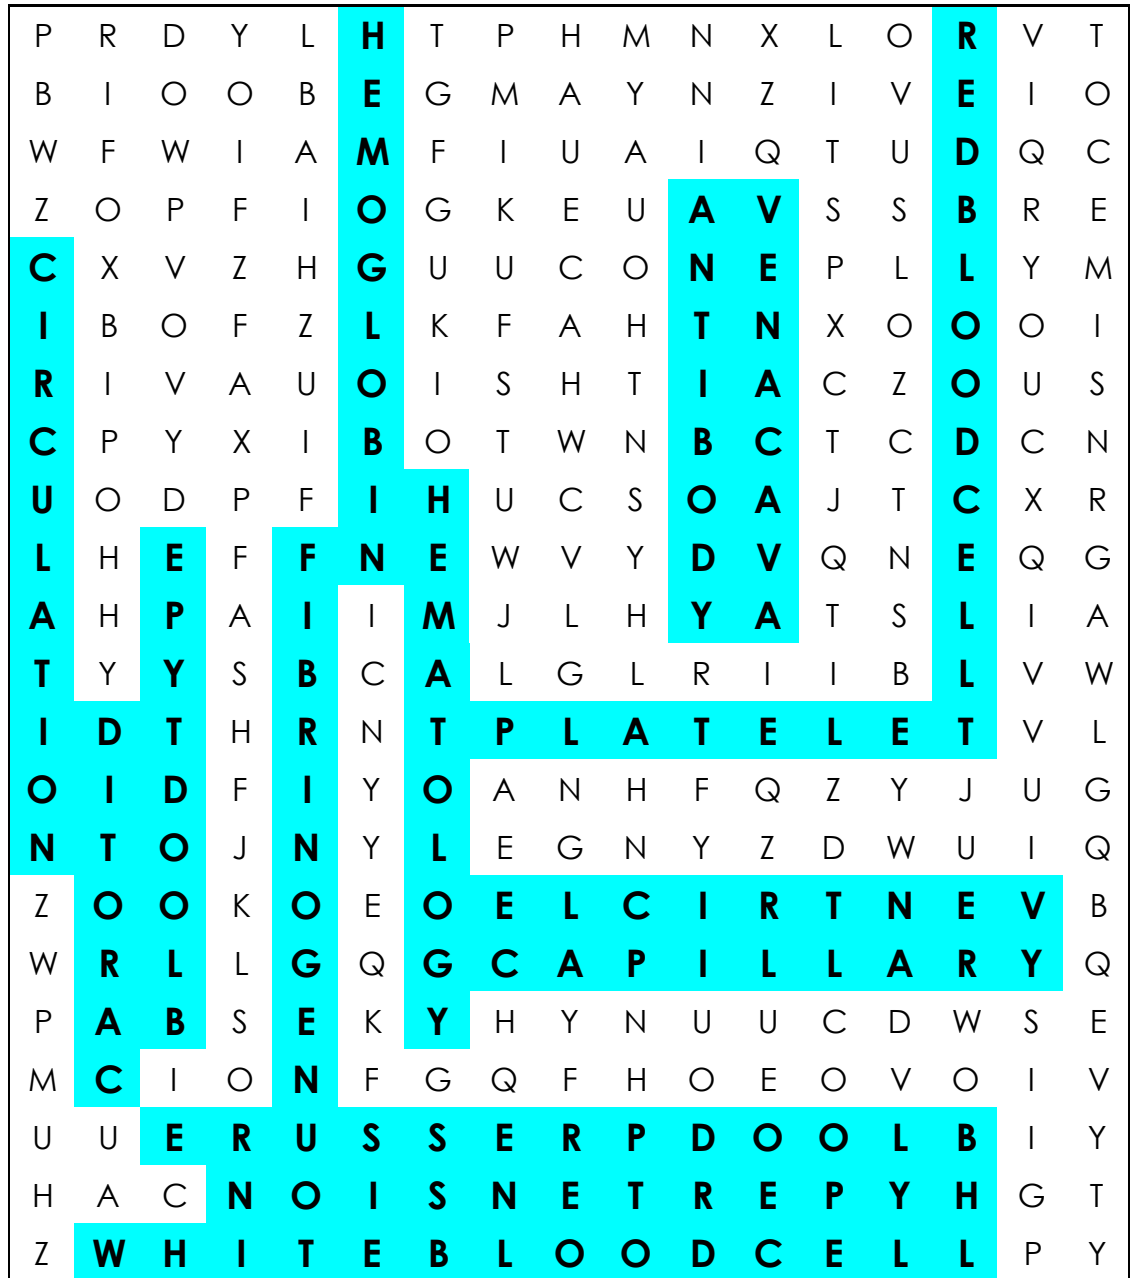 P R D Y L H T P H M N X L O R V T
B I O O B E G M A Y N Z I V E I O
W F W I A M F I U A I Q T U D Q C
Z O P F I O G K E U A V S S B R E
C X V Z H G U U C O N E P L L Y M
I B O F Z L K F A H T N X O O O I
R I V A U O I S H T I A C Z O U S
C P Y X I B O T W N B C T C D C N
U O D P F I H U C S O A J T C X R
L H E F F N E W V Y D V Q N E Q G
A H P A I I M J L H Y A T S L I A
T Y Y S B C A L G L R I I B L V W
I D T H R N T P L A T E L E T V L
O I D F I Y O A N H F Q Z Y J U G
N T O J N Y L E G N Y Z D W U I Q
Z O O K O E O E L C I R T N E V B
W R L L G Q G C A P I L L A R Y Q
P A B S E K Y H Y N U U C D W S E
M C I O N F G Q F H O E O V O I V
U U E R U S S E R P D O O L B I Y
H A C N O I S N E T R E P Y H G T
Z W H I T E B L O O D C E L L P Y